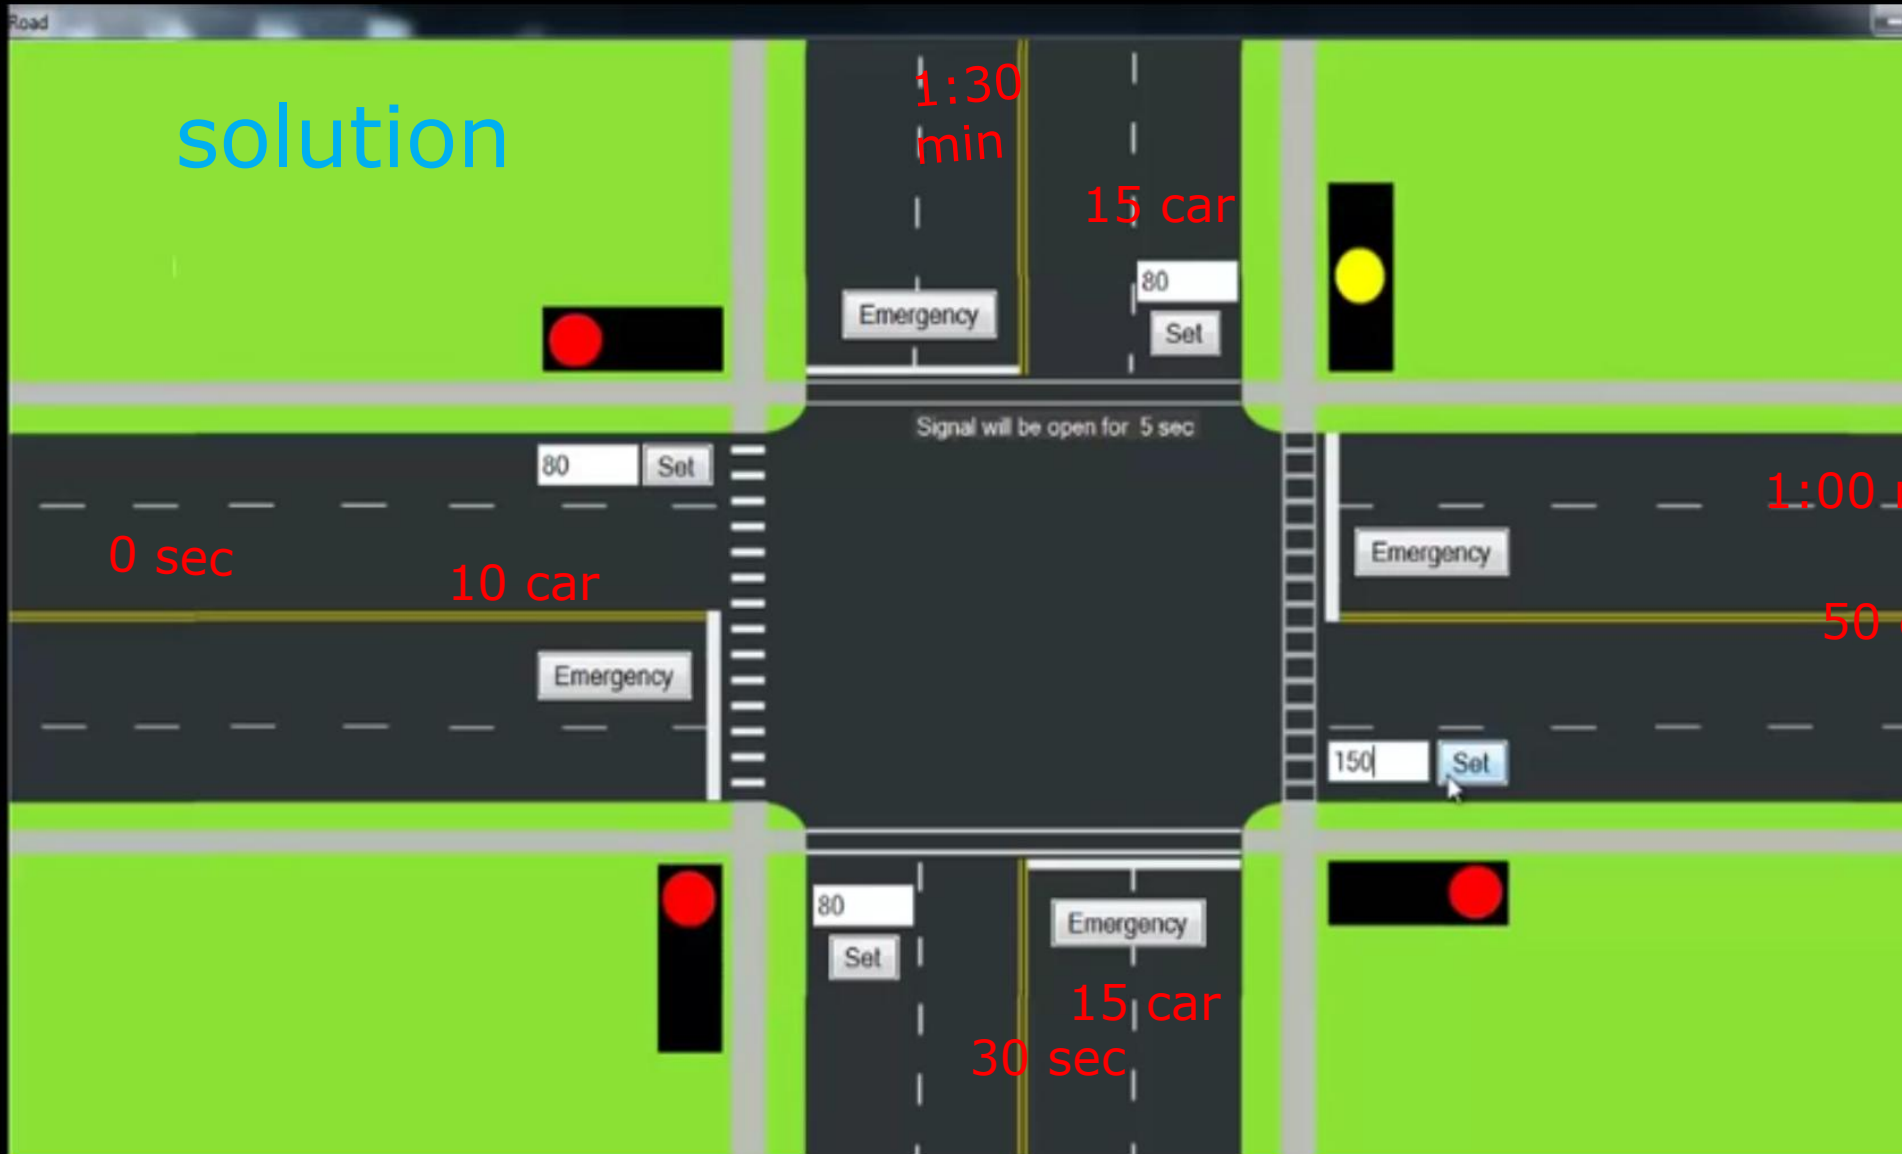 Road
solution
1:30
min
15 car
80
Emergency
Set
Signal will be open for 5 sec
80 Set
1:00
Emergency
0 sec
10 car
50
Emergency
150 Set
80
Emergency
Set
15 car
30 sec